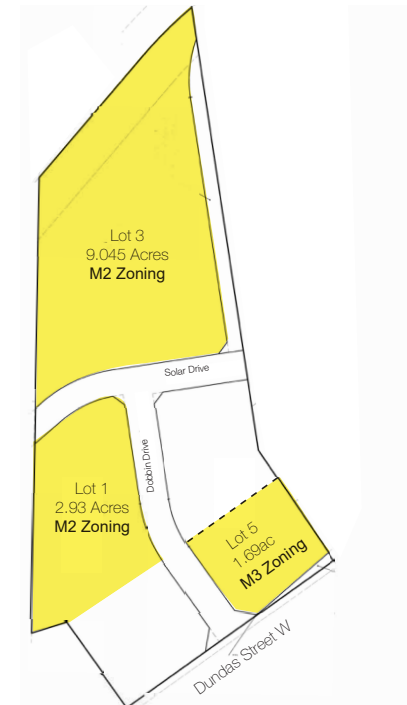 Lot 3
9.045 Acres
M2 Zoning
Solar Drive
Dobbin Drive
Lot 1
2.93 Acres
M2 Zoning
Lot 5
1.69ac
M3 Zoning
Dundas Street W